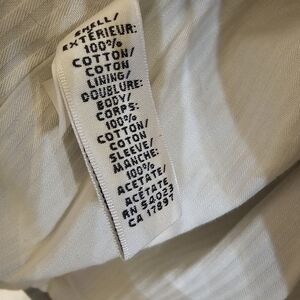 SHELL/
EXTÉRIEUR:
100%
COTTON/
COTON
LINING/
DOUBLURE:
BODY/
CORPS:
100%
COTTON/
COTON
SLEEVE/
MANCHE:
100%
ACETATE/
ACÉTATE
RN 54023
CA 17897